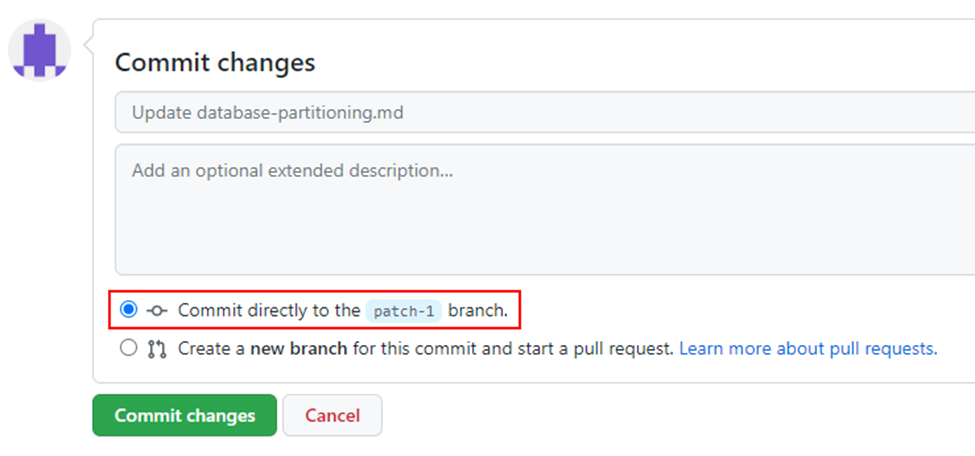 Commit changes
Update database-partitioning.md
Add an optional extended description...
Commit directly to the patch-1 branch.
Create a new branch for this commit and start a pull request. Learn more about pull requests.
Commit changes Cancel